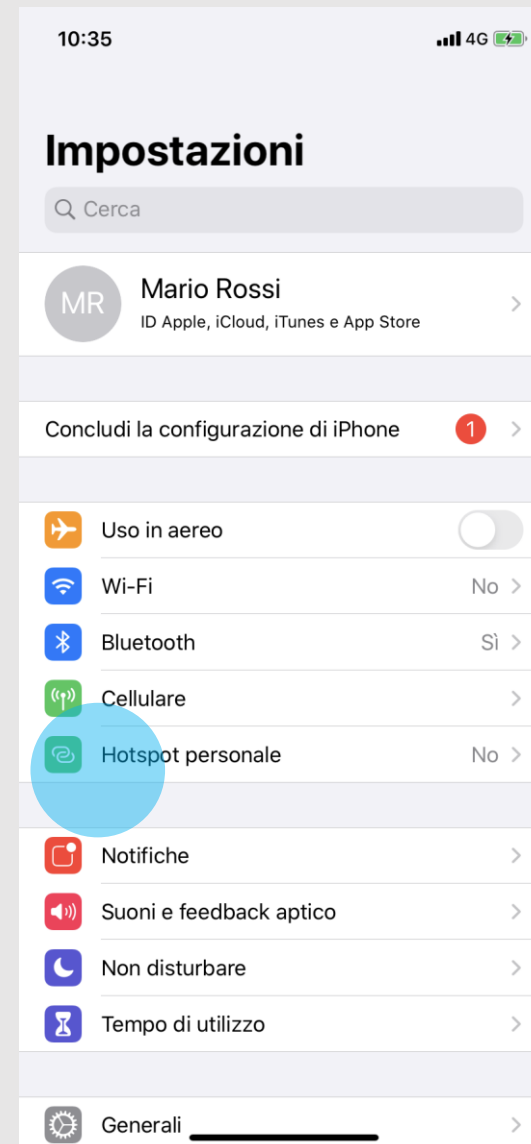 10:35 4G
Impostazioni
Cerca
MR
Mario Rossi
ID Apple, iCloud, iTunes e App Store
Concludi la configurazione di iPhone 1
Uso in aereo
Wi-Fi No
Bluetooth Sì
Cellulare
Hotspot personale No
Notifiche
Suoni e feedback aptico
Non disturbare
Tempo di utilizzo
Generali